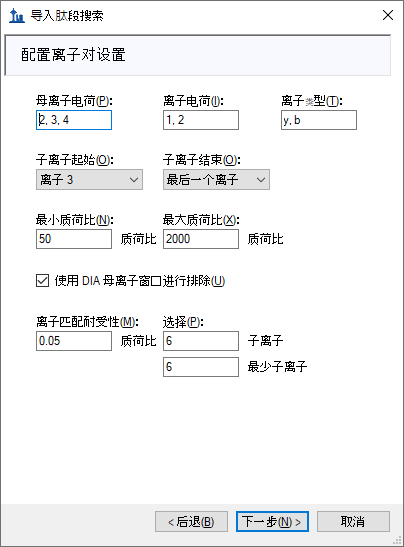 导入肽段搜索
配置离子对设置
母离子电荷(P): 离子电荷(I): 离子类型(T):
2, 3, 4 1, 2 y, b
子离子起始(O): 子离子结束(O):
离子 3 最后一个离子
最小质荷比(N): 最大质荷比(X):
50 质荷比 2000 质荷比
使用 DIA 母离子窗口进行排除(U)
离子匹配耐受性(M): 选择(P):
0.05 质荷比 6 子离子
6 最少子离子
< 后退(B) 下一步(N) > 取消